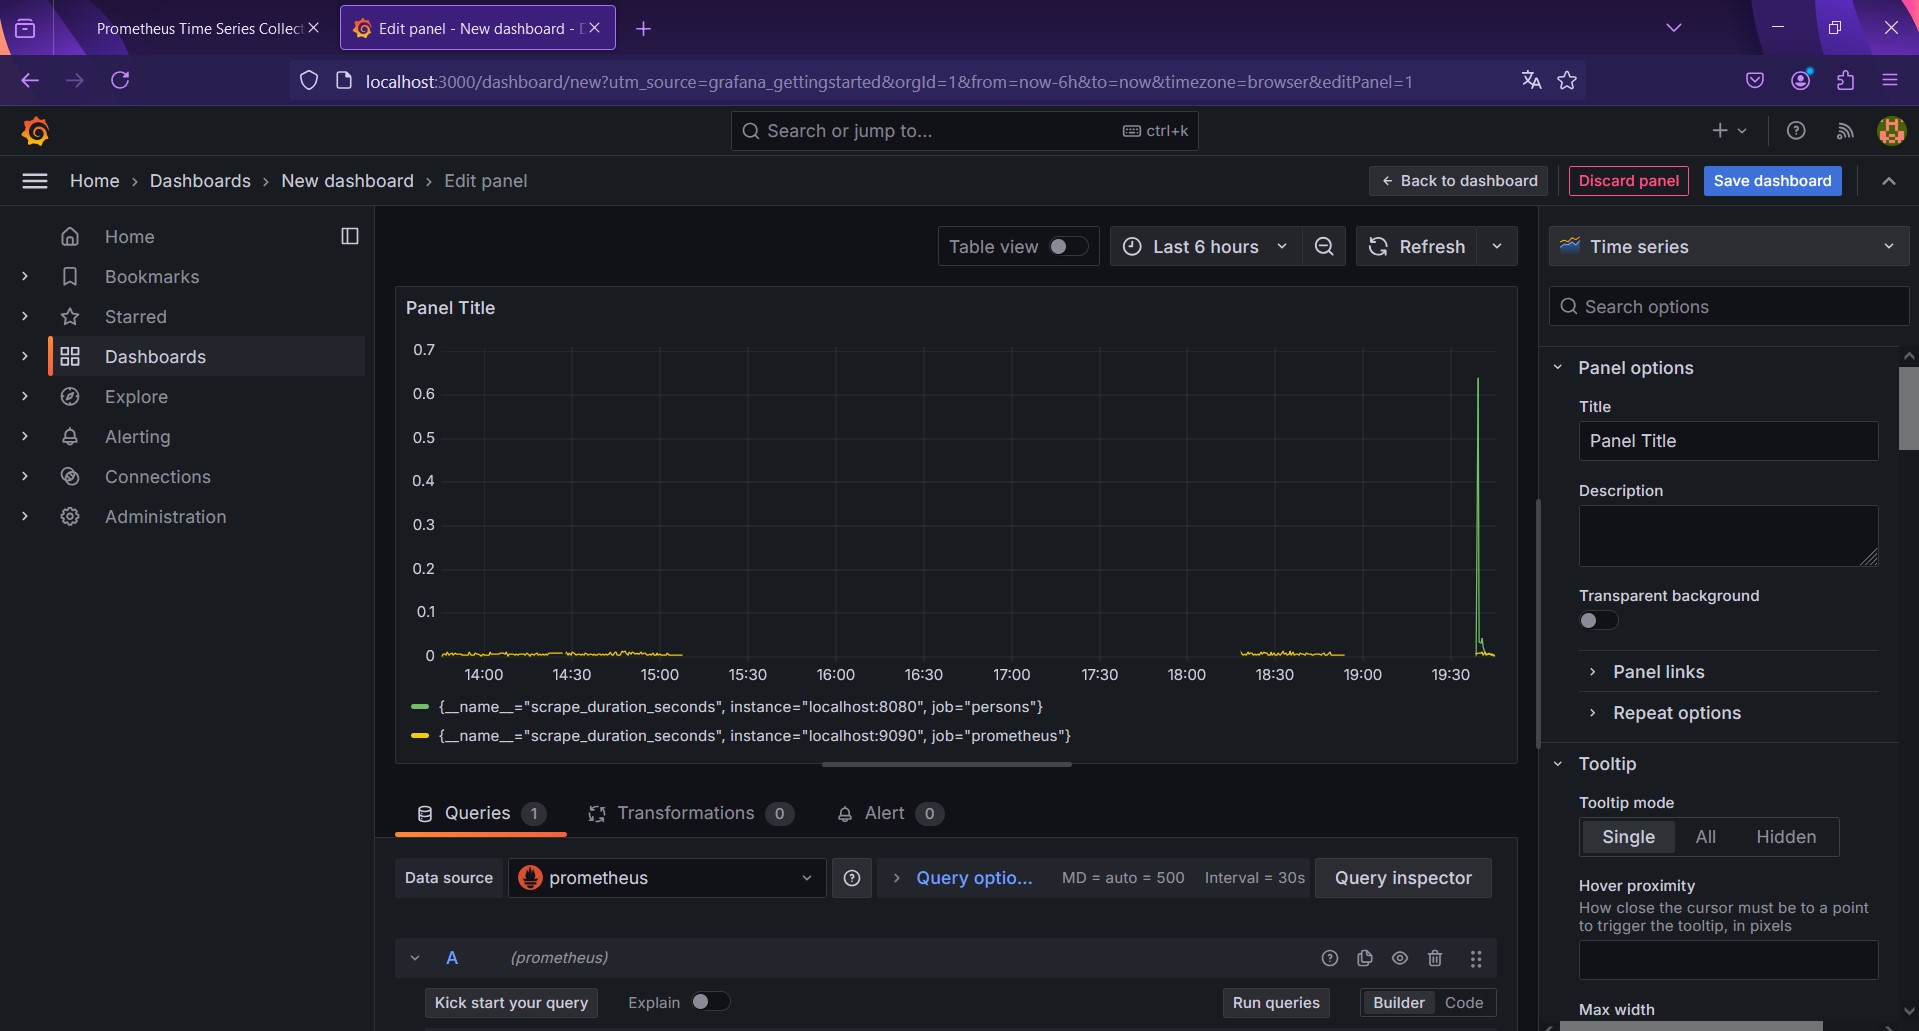 Prometheus Time Series Collect
Edit panel - New dashboard -
localhost:3000/dashboard/new?utm_source=grafana_gettingstarted&orgId=1&from=now-6h&to=now&timezone=browser&editPanel=1
Search or jump to...
ctrl+k
Home › Dashboards › New dashboard › Edit panel
Back to dashboard
Discard panel
Save dashboard
Home
Bookmarks
Starred
Dashboards
Explore
Alerting
Connections
Administration
Table view
Last 6 hours
Refresh
Panel Title
0.7
0.6
0.5
0.4
0.3
0.2
0.1
0
14:00 14:30 15:00 15:30 16:00 16:30 17:00 17:30 18:00 18:30 19:00 19:30
{__name__="scrape_duration_seconds", instance="localhost:8080", job="persons"}
{__name__="scrape_duration_seconds", instance="localhost:9090", job="prometheus"}
Queries 1
Transformations 0
Alert 0
Data source
prometheus
Query optio...
MD = auto = 500
Interval = 30s
Query inspector
A
(prometheus)
Kick start your query
Explain
Run queries
Builder
Code
Time series
Search options
Panel options
Title
Panel Title
Description
Transparent background
Panel links
Repeat options
Tooltip
Tooltip mode
Single
All
Hidden
Hover proximity
How close the cursor must be to a point
to trigger the tooltip, in pixels
Max width